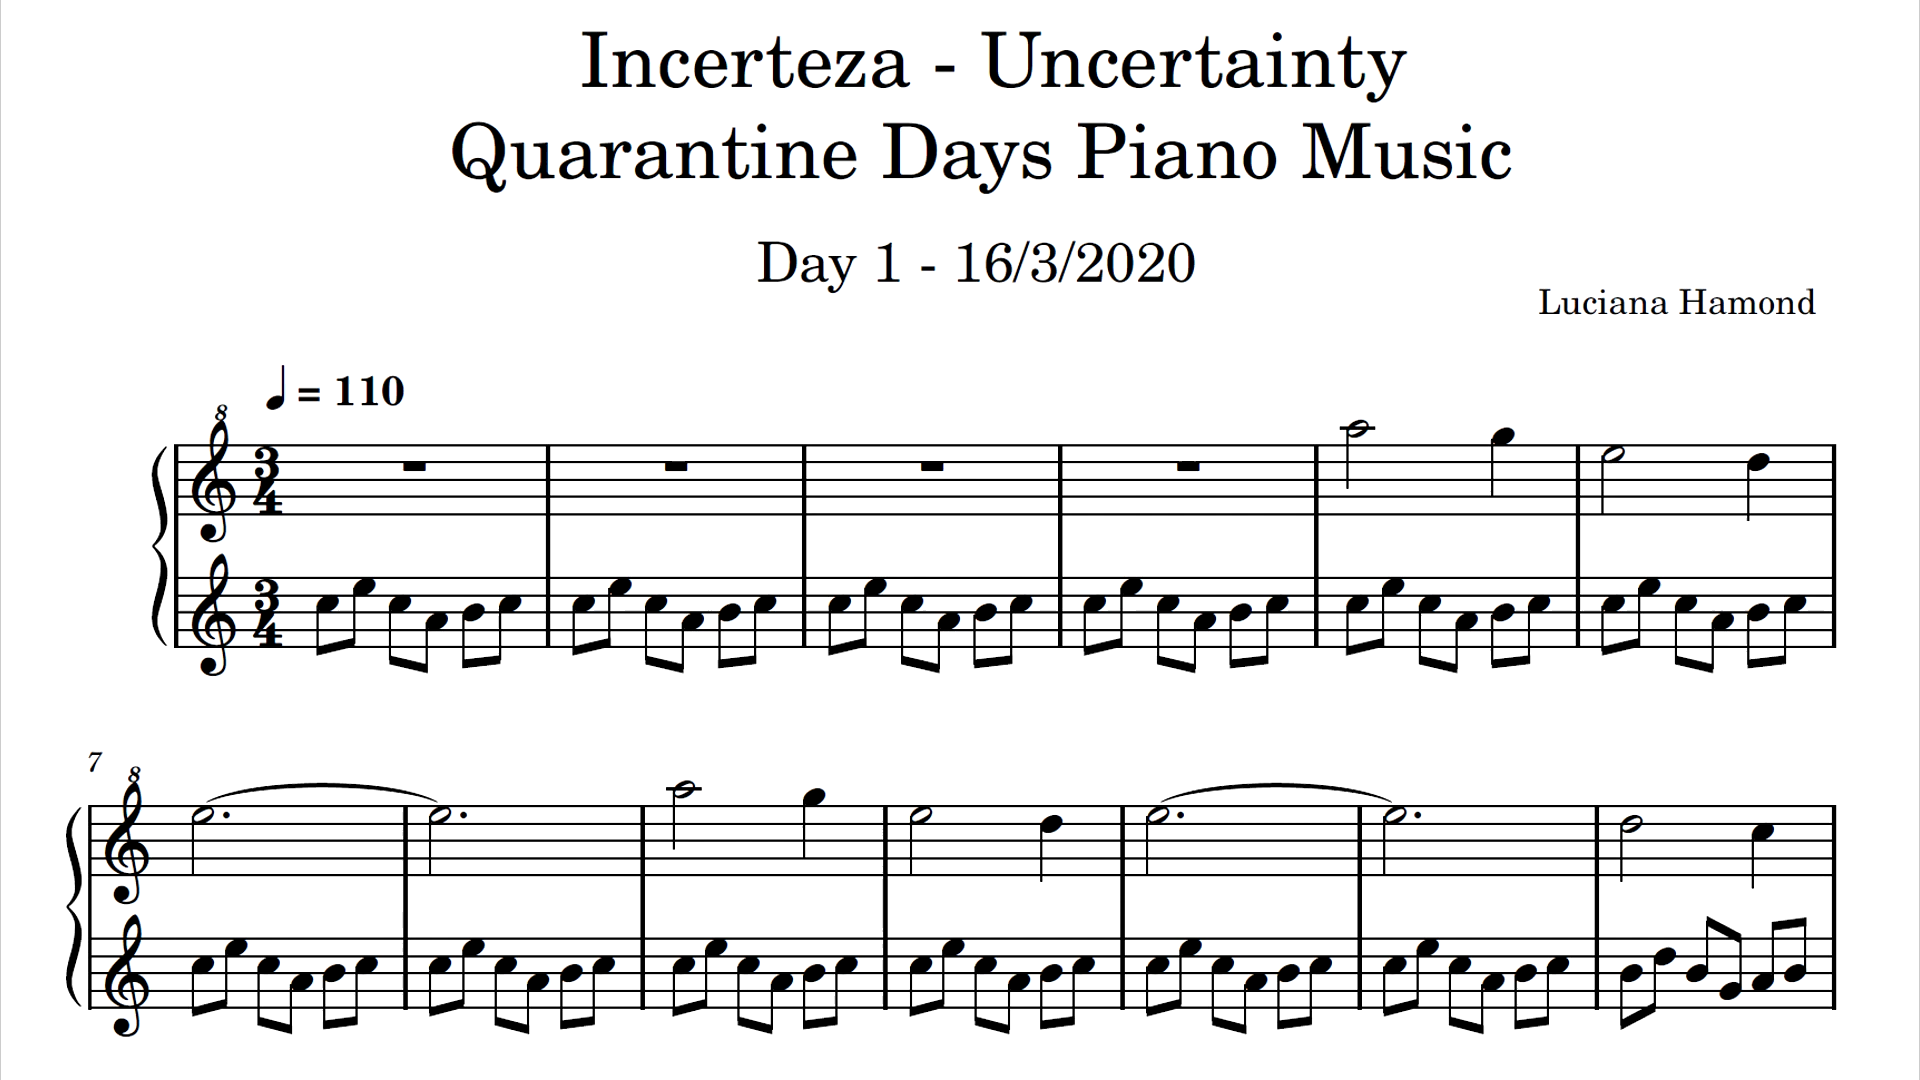 Incerteza - Uncertainty
Quarantine Days Piano Music
Day 1 - 16/3/2020
Luciana Hamond
♩ = 110
8
3
4
3
4
7
8